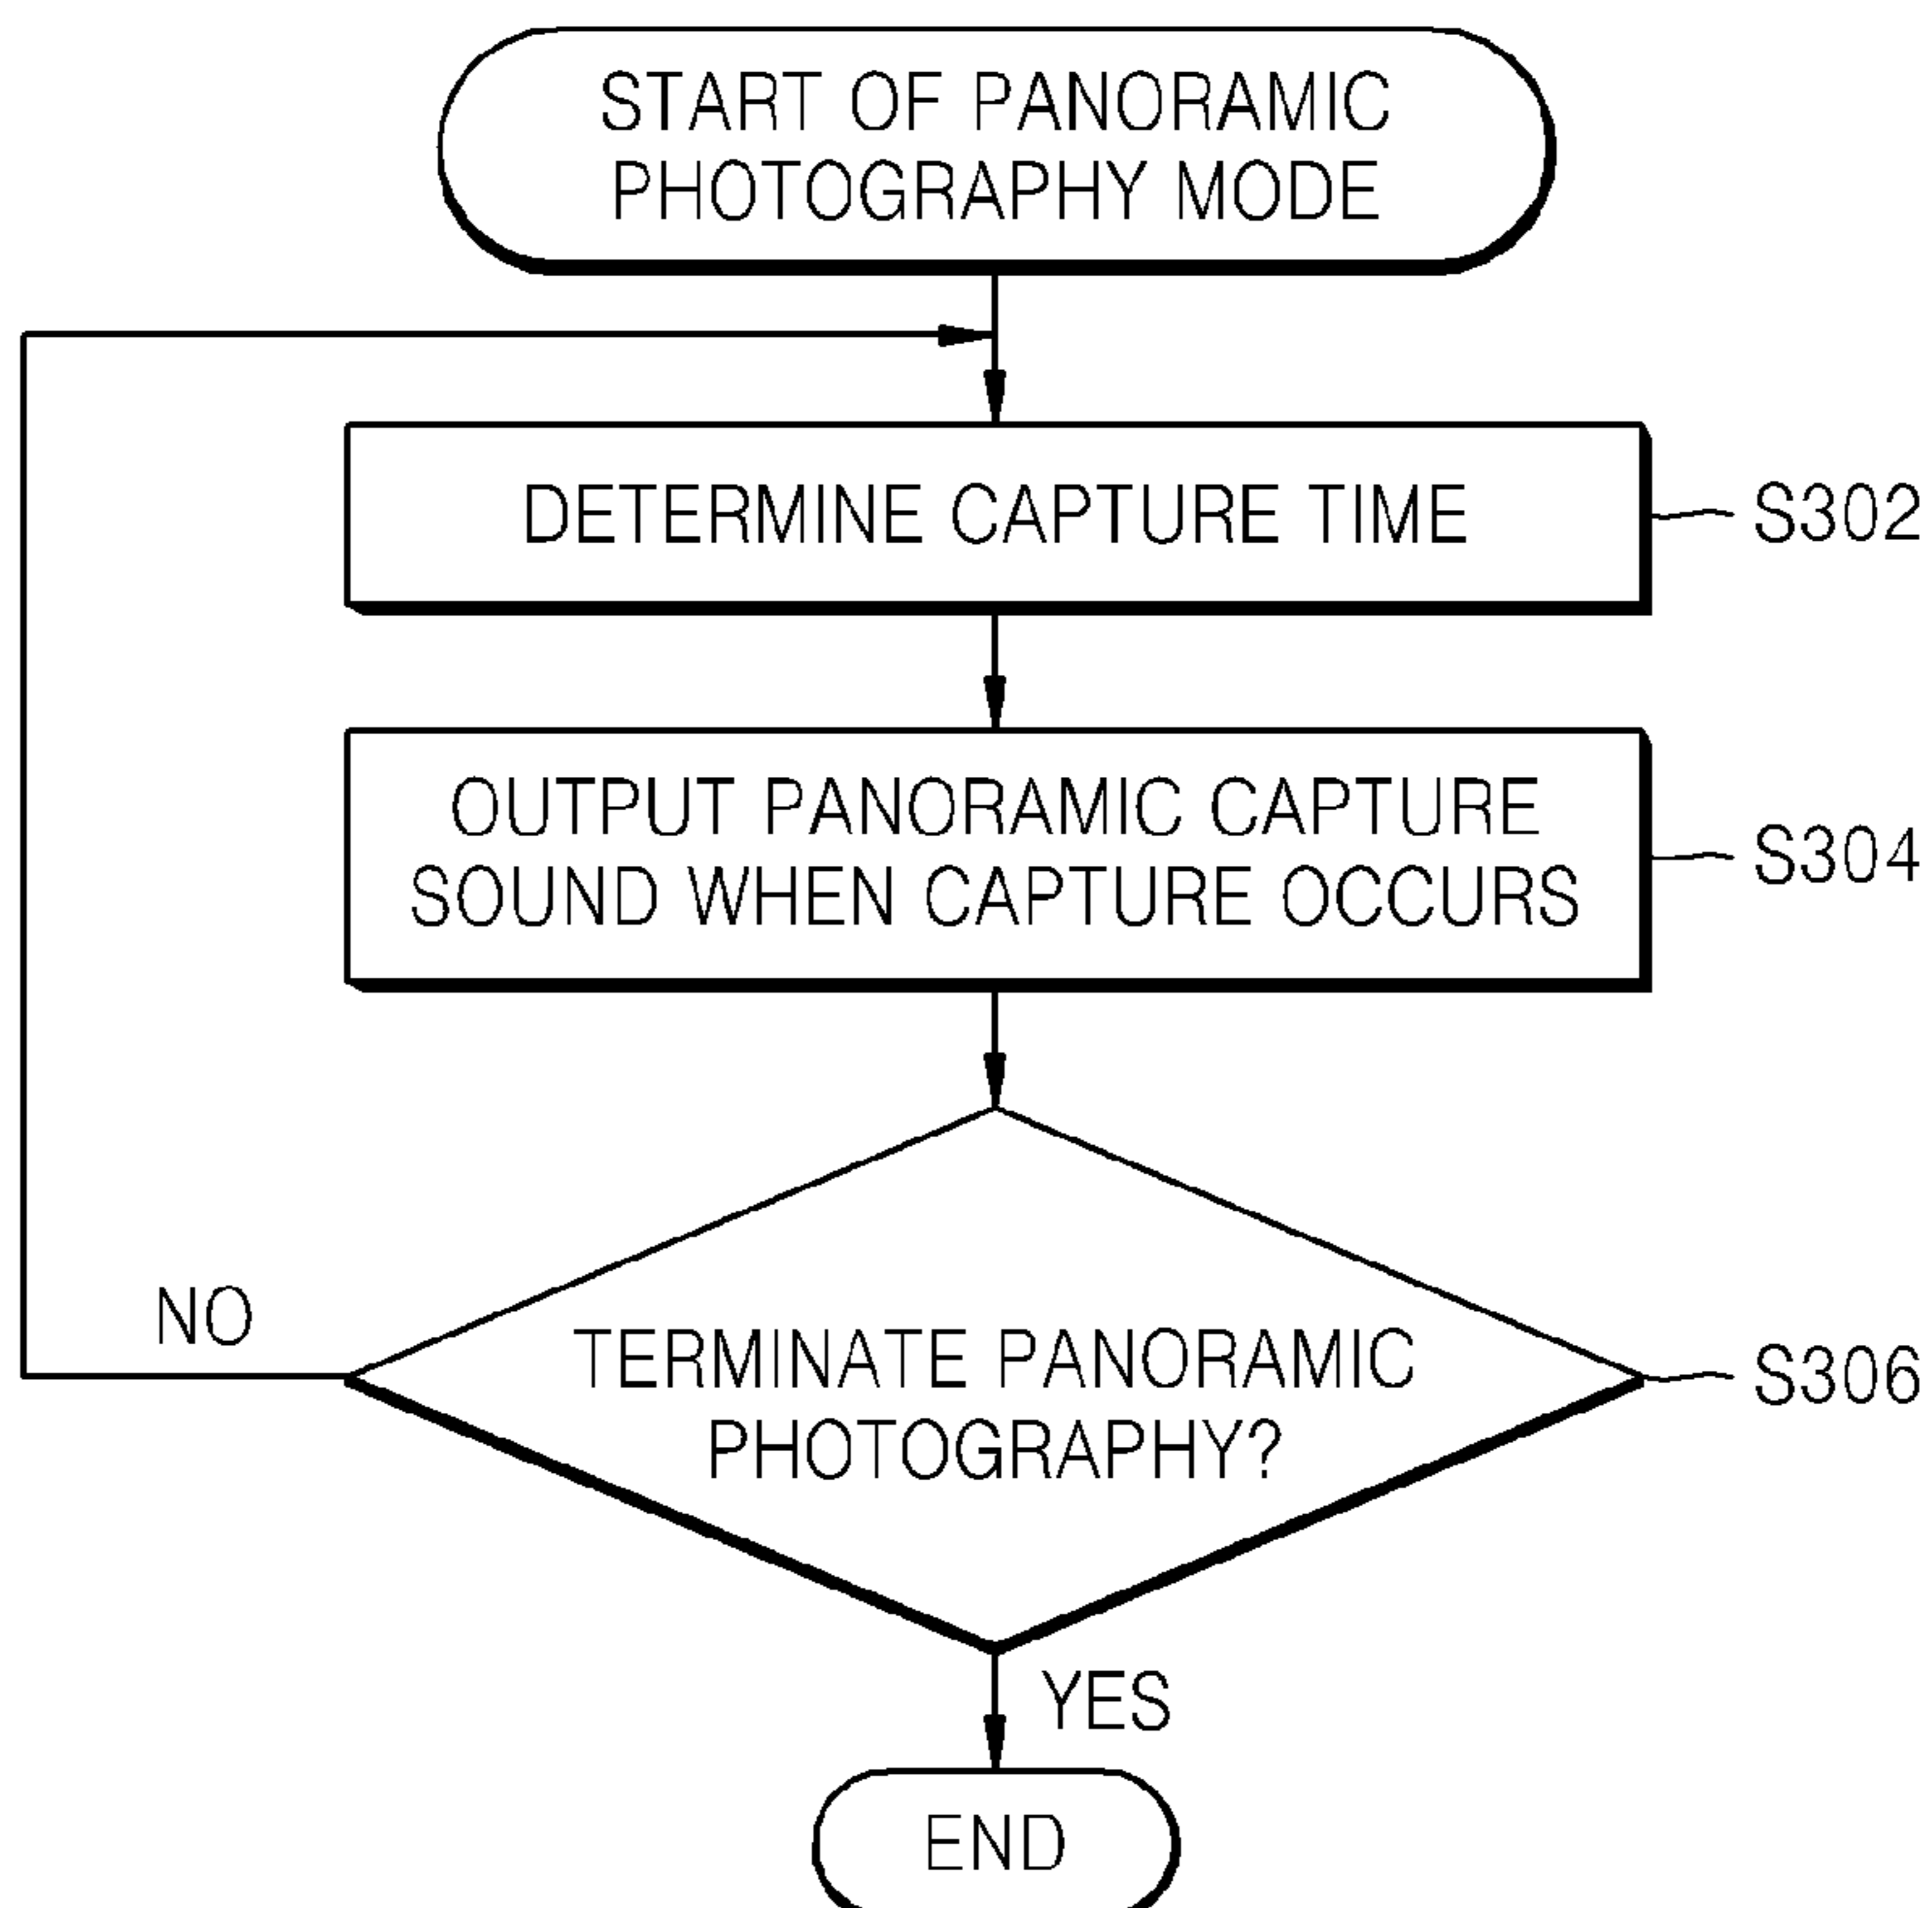 START OF PANORAMIC
PHOTOGRAPHY MODE
DETERMINE CAPTURE TIME
S302
OUTPUT PANORAMIC CAPTURE
SOUND WHEN CAPTURE OCCURS
S304
NO
TERMINATE PANORAMIC
PHOTOGRAPHY?
S306
YES
END